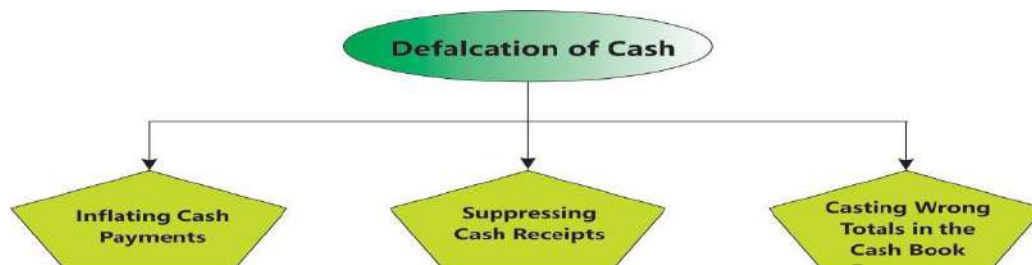 Defalcation of Cash
Inflating Cash
Payments
Suppressing
Cash Receipts
Casting Wrong
Totals in the
Cash Book